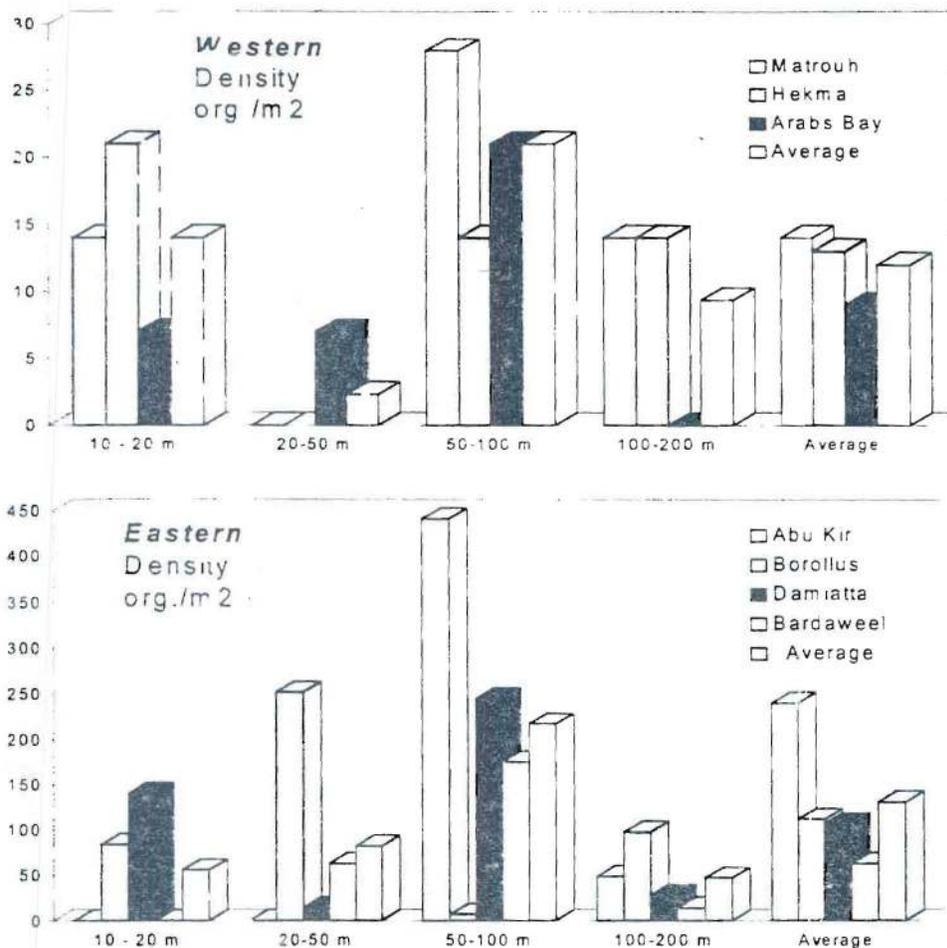 30
25
20
15
10
5
0
Western
Density
org /m2
Matrouh
Hekma
Arabs Bay
Average
10 - 20 m
20-50 m
50-100 m
100-200 m
Average
450
400
350
300
250
200
150
100
50
0
Eastern
Density
org./m2
Abu Kir
Borollus
Damiatta
Bardaweel
Average
10 - 20 m
20-50 m
50-100 m
100-200 m
Average